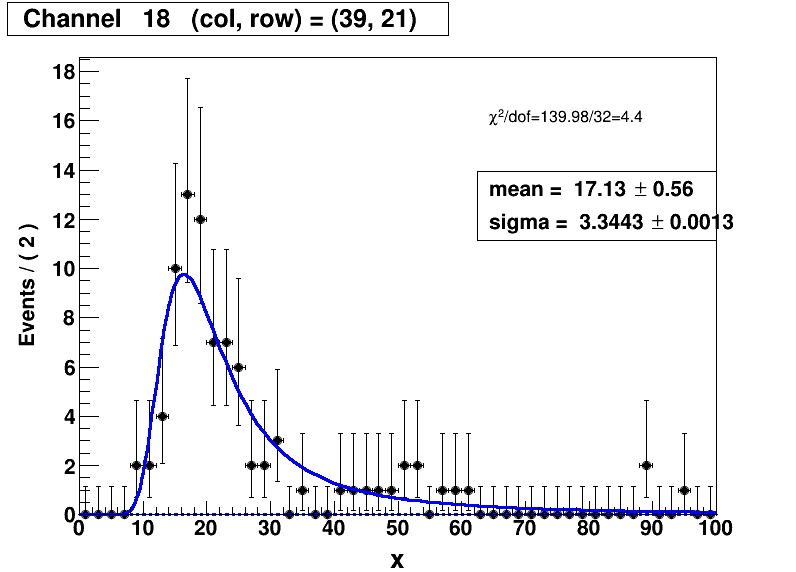 Channel 18 (col, row) = (39, 21)
18
16
14
12
10
8
6
4
2
0
Events / ( 2 )
χ²/dof=139.98/32=4.4
mean = 17.13 ± 0.56
sigma = 3.3443 ± 0.0013
0 10 20 30 40 50 60 70 80 90 100
x